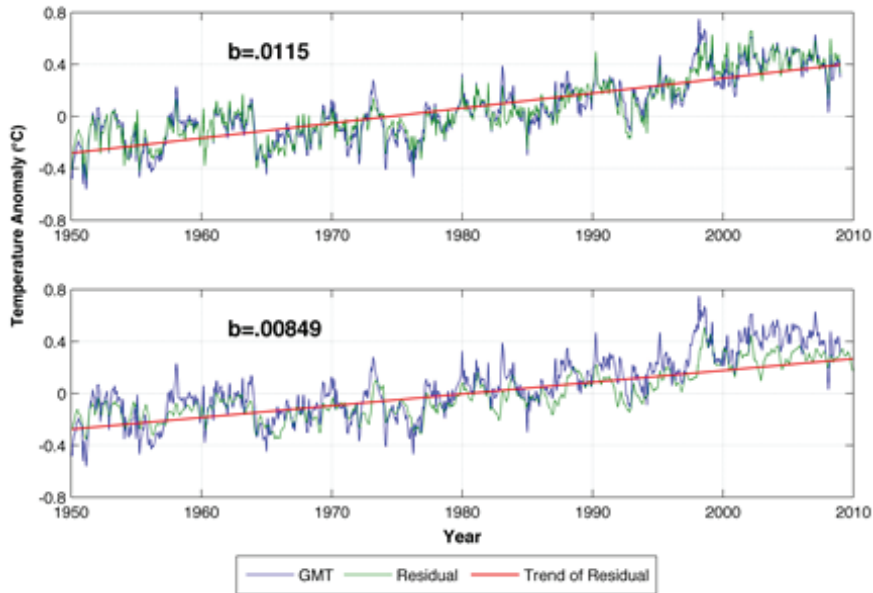 0.8
b=.0115
0.4
0
-0.4
-0.8
1950 1960 1970 1980 1990 2000 2010
Temperature Anomaly (°C)
0.8
b=.00849
0.4
0
-0.4
-0.8
1950 1960 1970 1980 1990 2000 2010
Year
GMT Residual Trend of Residual